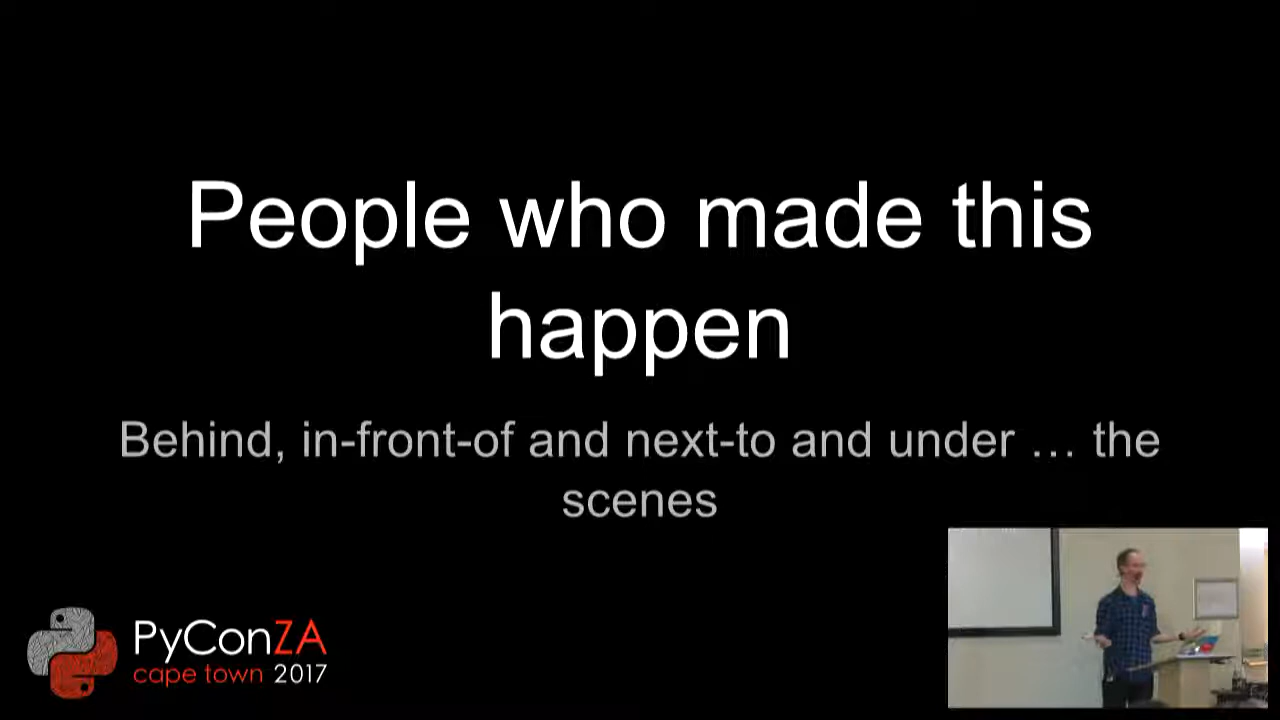 People who made this
happen
Behind, in-front-of and next-to and under … the
scenes
PyConZA
cape town 2017